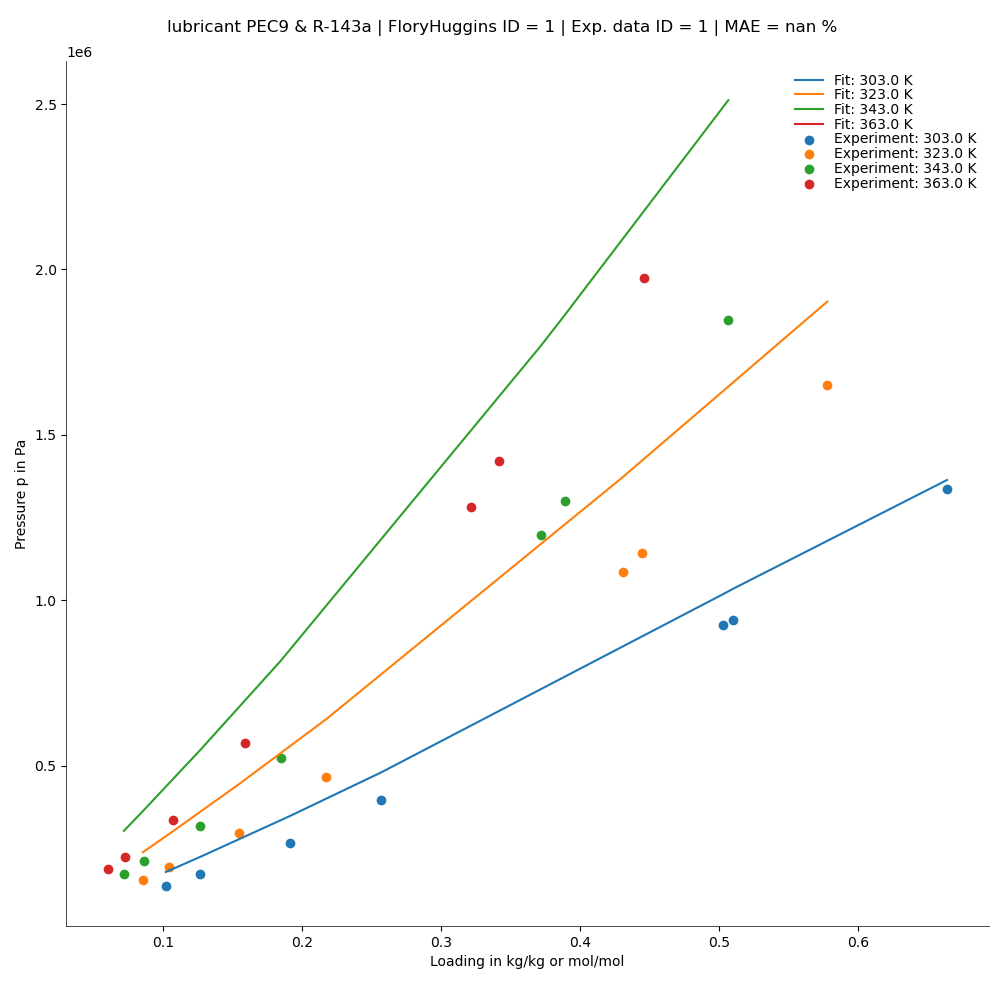 lubricant PEC9 & R-143a | FloryHuggins ID = 1 | Exp. data ID = 1 | MAE = nan %
1e6
Fit: 303.0 K
Fit: 323.0 K
Fit: 343.0 K
Fit: 363.0 K
Experiment: 303.0 K
Experiment: 323.0 K
Experiment: 343.0 K
Experiment: 363.0 K
2.5
2.0
1.5
1.0
0.5
Pressure p in Pa
0.1 0.2 0.3 0.4 0.5 0.6
Loading in kg/kg or mol/mol